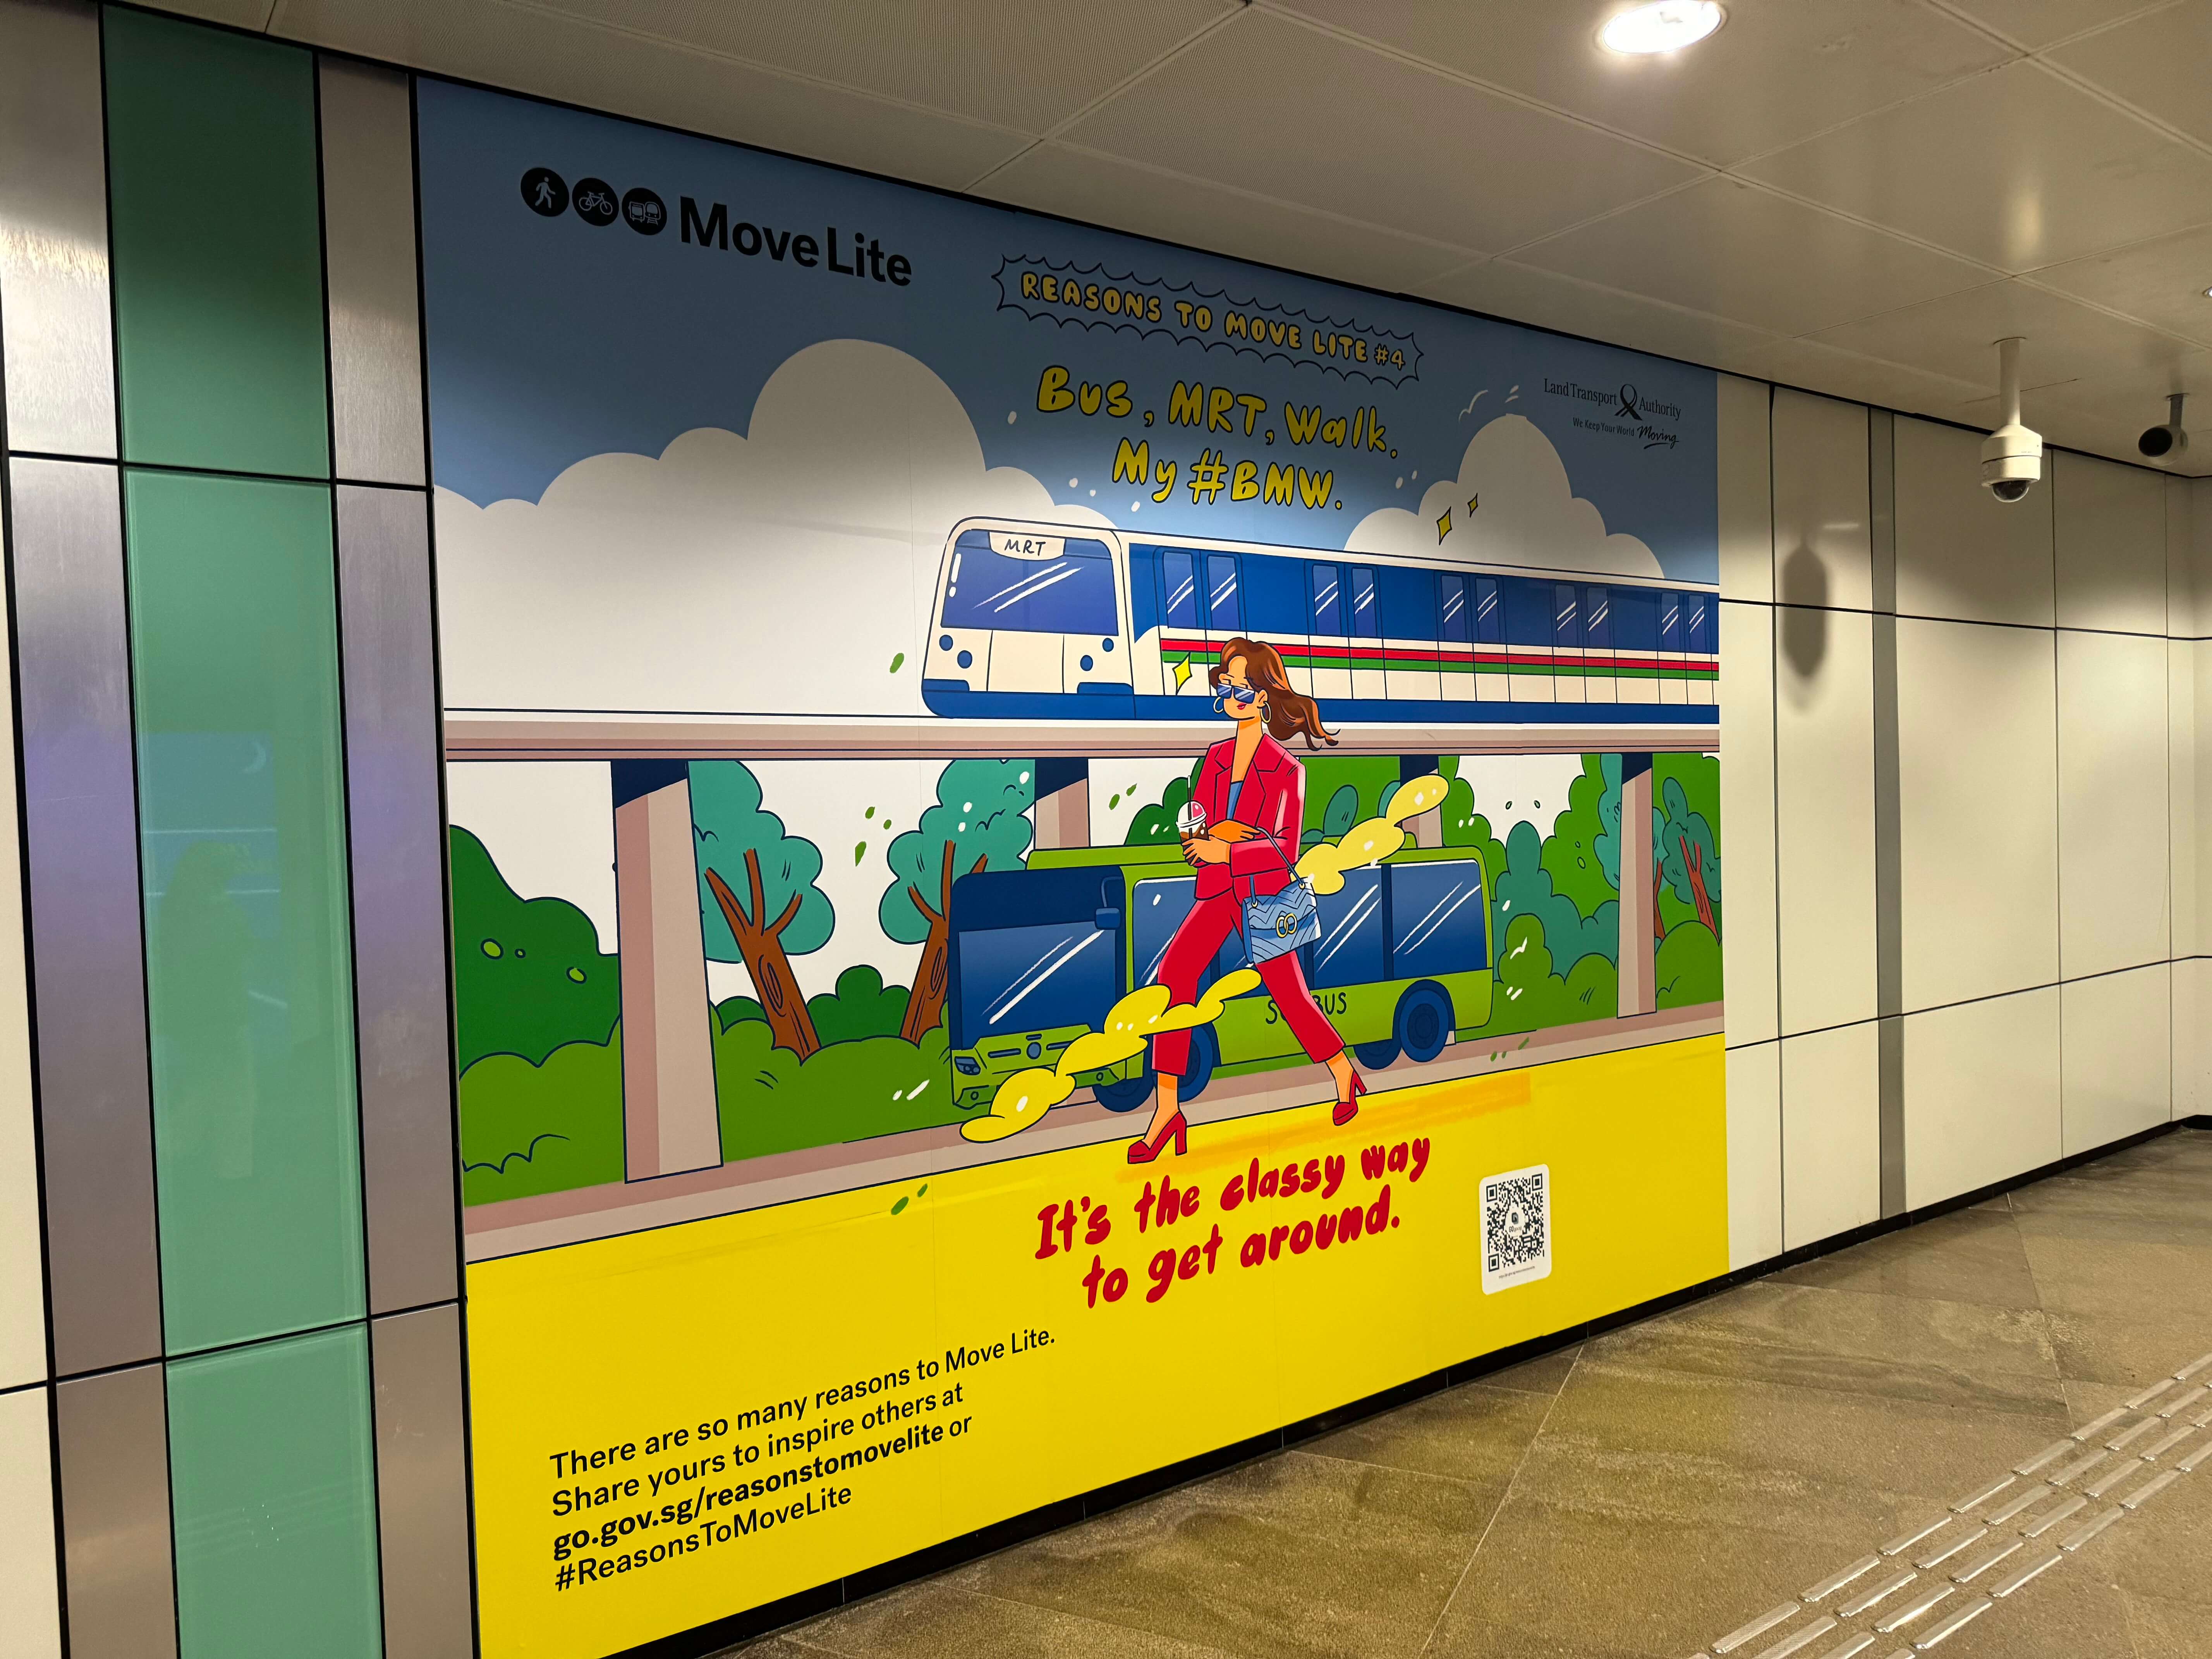 Move Lite
REASONS TO MOVE LITE #4
Bus, MRT, Walk.
My #BMW.
Land Transport Authority
We Keep Your World Moving
MRT
BUS
It's the classy way
to get around.
There are so many reasons to Move Lite.
Share yours to inspire others at
go.gov.sg/reasonstomovelite or
#ReasonsToMoveLite